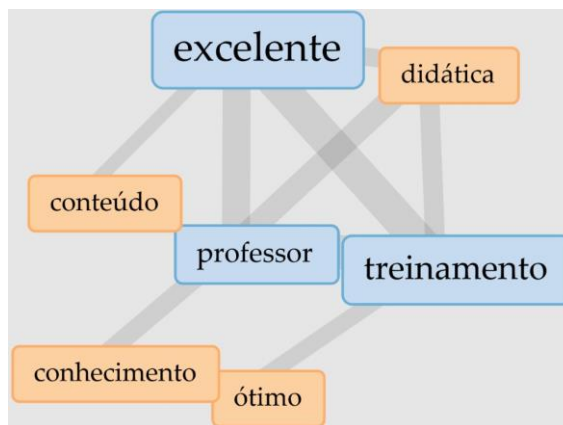 excelente
didática
conteúdo
professor
treinamento
conhecimento
ótimo